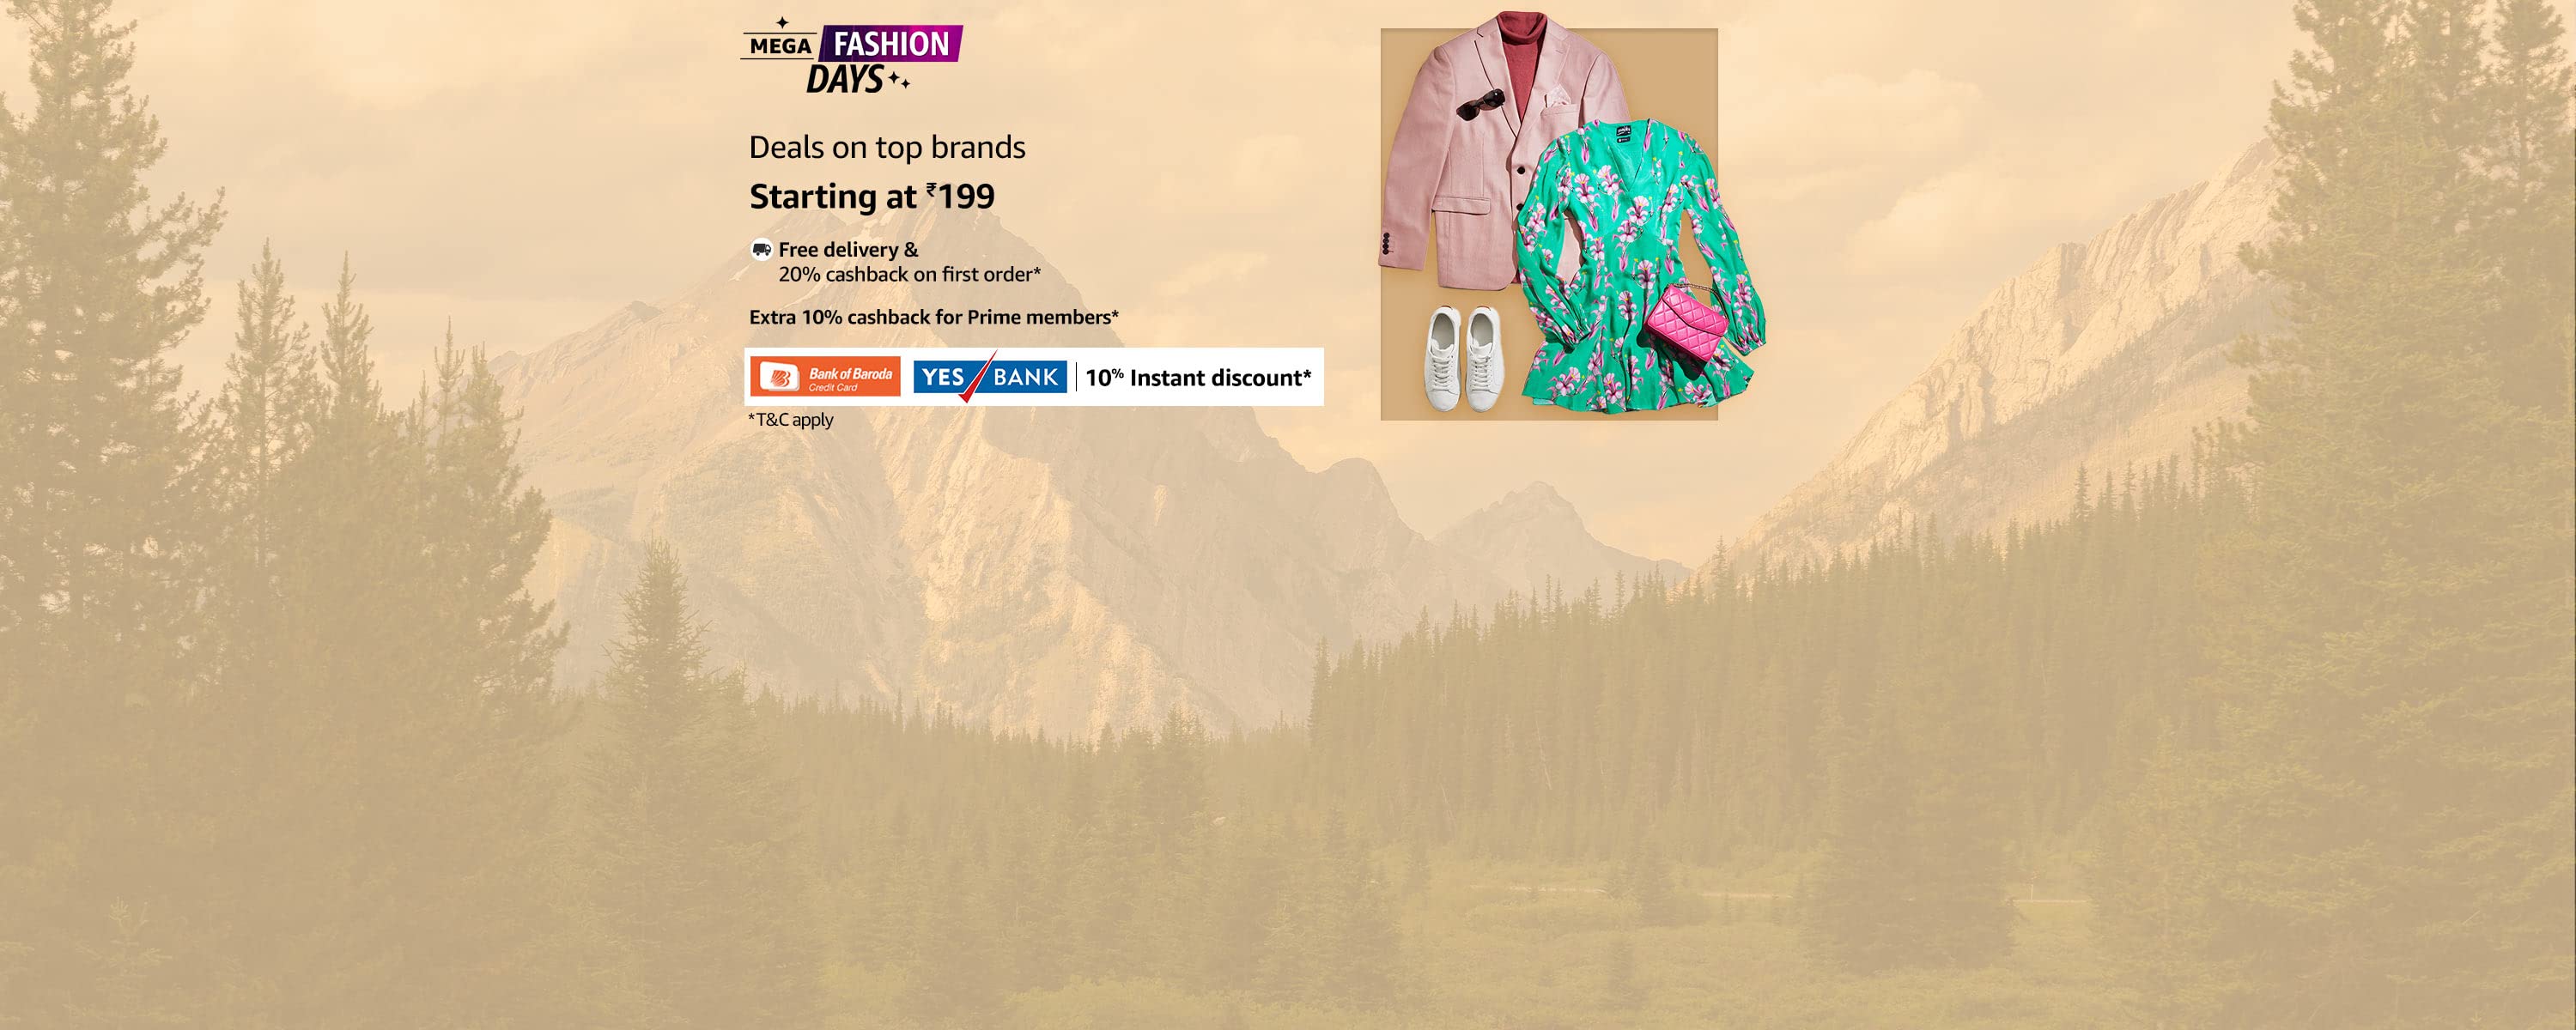 MEGA FASHION
DAYS
Deals on top brands
Starting at ₹199
Free delivery &
20% cashback on first order*
Extra 10% cashback for Prime members*
Bank of Baroda
Credit Card
YES BANK
10% Instant discount*
*T&C apply